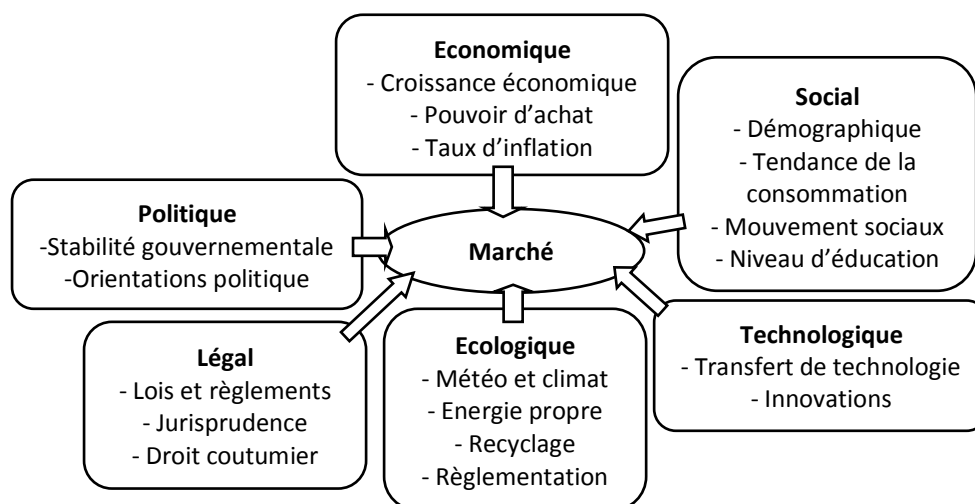 Economique
- Croissance économique
- Pouvoir d’achat
- Taux d’inflation
Social
- Démographique
- Tendance de la
consommation
- Mouvement sociaux
- Niveau d’éducation
Politique
-Stabilité gouvernementale
-Orientations politique
Marché
Légal
- Lois et règlements
- Jurisprudence
- Droit coutumier
Ecologique
- Météo et climat
- Energie propre
- Recyclage
- Règlementation
Technologique
- Transfert de technologie
- Innovations